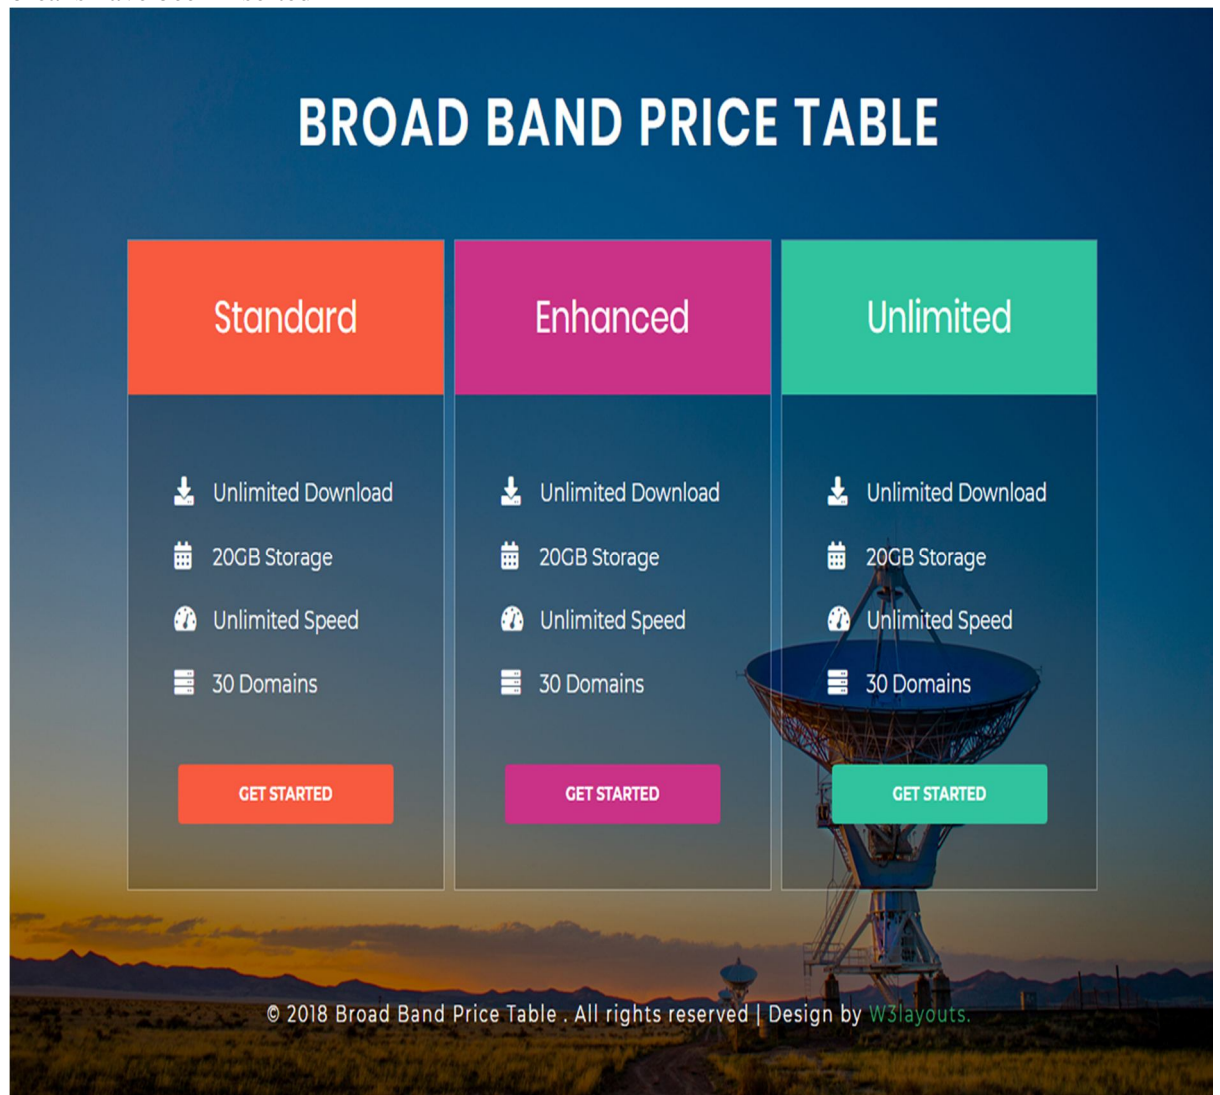 BROAD BAND PRICE TABLE
Standard
Unlimited Download
20GB Storage
Unlimited Speed
30 Domains
GET STARTED
Enhanced
Unlimited Download
20GB Storage
Unlimited Speed
30 Domains
GET STARTED
Unlimited
Unlimited Download
20GB Storage
Unlimited Speed
30 Domains
GET STARTED
© 2018 Broad Band Price Table . All rights reserved | Design by W3layouts.